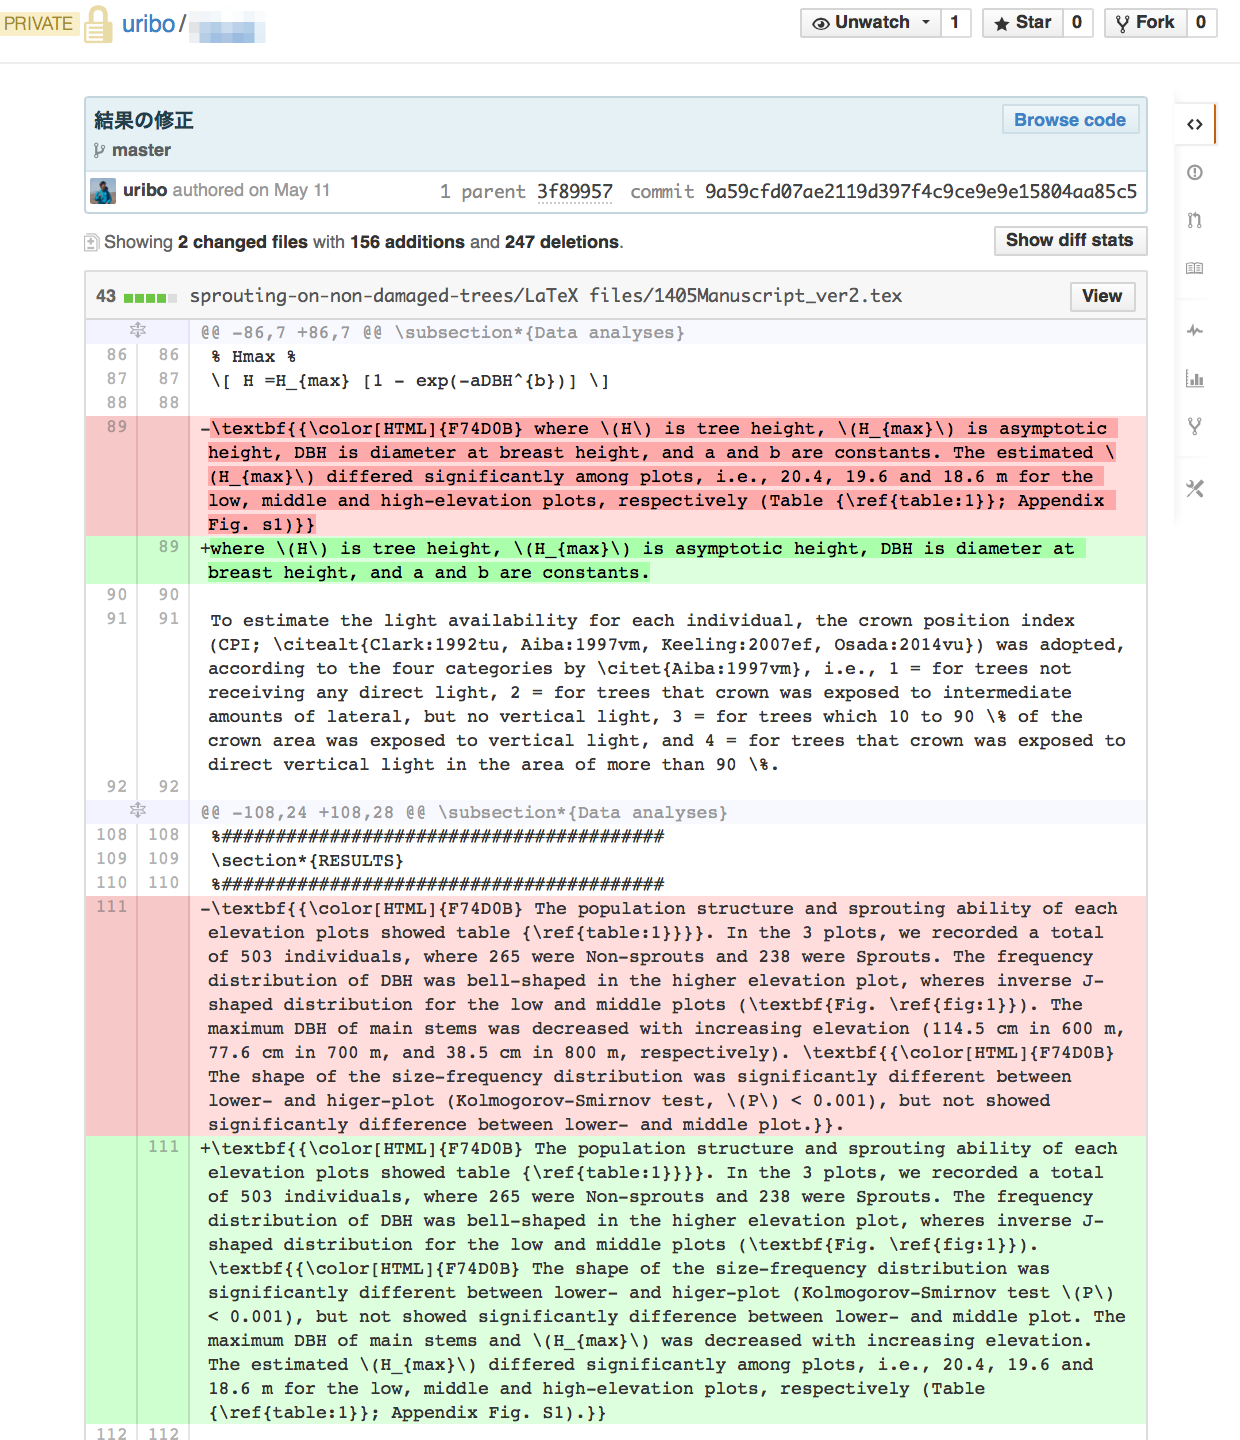 PRIVATE uribo / Unwatch 1 Star 0 Fork 0
結果の修正 Browse code
master
uribo authored on May 11 1 parent 3f89957 commit 9a59cfd07ae2119d397f4c9ce9e9e15804aa85c5
Showing 2 changed files with 156 additions and 247 deletions. Show diff stats
43 sprouting-on-non-damaged-trees/LaTeX files/1405Manuscript_ver2.tex View
@@ -86,7 +86,7 @@ \subsection*{Data analyses}
86 86 % Hmax %
87 87 \[ H =H_{max} [1 - exp(-aDBH^{b})] \]
88 88
89 -\textbf{{\color[HTML]{F74D0B} where \(H\) is tree height, \(H_{max}\) is asymptotic
height, DBH is diameter at breast height, and a and b are constants. The estimated \
(H_{max}\) differed significantly among plots, i.e., 20.4, 19.6 and 18.6 m for the
low, middle and high-elevation plots, respectively (Table {\ref{table:1}}; Appendix
Fig. s1)}}
89 +where \(H\) is tree height, \(H_{max}\) is asymptotic height, DBH is diameter at
breast height, and a and b are constants.
90 90
91 91 To estimate the light availability for each individual, the crown position index
(CPI; \citealt{Clark:1992tu, Aiba:1997vm, Keeling:2007ef, Osada:2014vu}) was adopted,
according to the four categories by \citet{Aiba:1997vm}, i.e., 1 = for trees not
receiving any direct light, 2 = for trees that crown was exposed to intermediate
amounts of lateral, but no vertical light, 3 = for trees which 10 to 90 \% of the
crown area was exposed to vertical light, and 4 = for trees that crown was exposed to
direct vertical light in the area of more than 90 \%.
92 92
@@ -108,24 +108,28 @@ \subsection*{Data analyses}
108 108 %#########################################
109 109 \section*{RESULTS}
110 110 %#########################################
111 -\textbf{{\color[HTML]{F74D0B} The population structure and sprouting ability of each
elevation plots showed table {\ref{table:1}}}}. In the 3 plots, we recorded a total
of 503 individuals, where 265 were Non-sprouts and 238 were Sprouts. The frequency
distribution of DBH was bell-shaped in the higher elevation plot, wheres inverse J-
shaped distribution for the low and middle plots (\textbf{Fig. \ref{fig:1}}). The
maximum DBH of main stems was decreased with increasing elevation (114.5 cm in 600 m,
77.6 cm in 700 m, and 38.5 cm in 800 m, respectively). \textbf{{\color[HTML]{F74D0B}
The shape of the size-frequency distribution was significantly different between
lower- and higer-plot (Kolmogorov-Smirnov test, \(P\) < 0.001), but not showed
significantly difference between lower- and middle plot.}}.
111 +\textbf{{\color[HTML]{F74D0B} The population structure and sprouting ability of each
elevation plots showed table {\ref{table:1}}}}. In the 3 plots, we recorded a total
of 503 individuals, where 265 were Non-sprouts and 238 were Sprouts. The frequency
distribution of DBH was bell-shaped in the higher elevation plot, wheres inverse J-
shaped distribution for the low and middle plots (\textbf{Fig. \ref{fig:1}}).
\textbf{{\color[HTML]{F74D0B} The shape of the size-frequency distribution was
significantly different between lower- and higer-plot (Kolmogorov-Smirnov test \(P\)
< 0.001), but not showed significantly difference between lower- and middle plot. The
maximum DBH of main stems and \(H_{max}\) was decreased with increasing elevation.
The estimated \(H_{max}\) differed significantly among plots, i.e., 20.4, 19.6 and
18.6 m for the low, middle and high-elevation plots, respectively (Table
{\ref{table:1}}; Appendix Fig. S1).}}
112 112